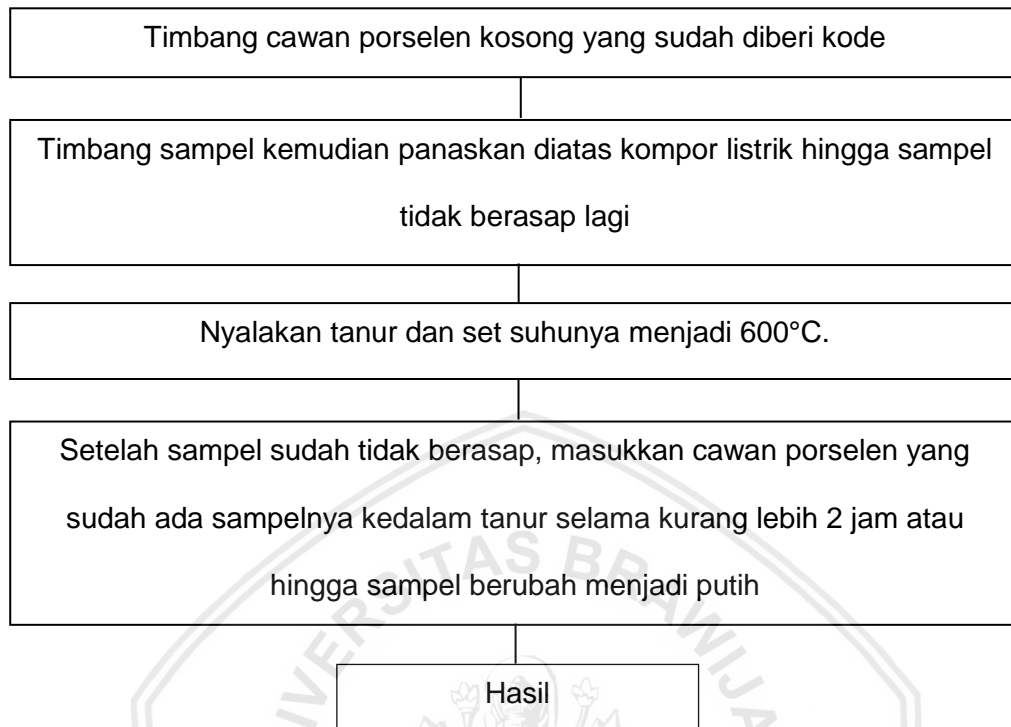 Timbang cawan porselen kosong yang sudah diberi kode
Timbang sampel kemudian panaskan diatas kompor listrik hingga sampel
tidak berasap lagi
Nyalakan tanur dan set suhunya menjadi 600°C.
Setelah sampel sudah tidak berasap, masukkan cawan porselen yang
sudah ada sampelnya kedalam tanur selama kurang lebih 2 jam atau
hingga sampel berubah menjadi putih
Hasil